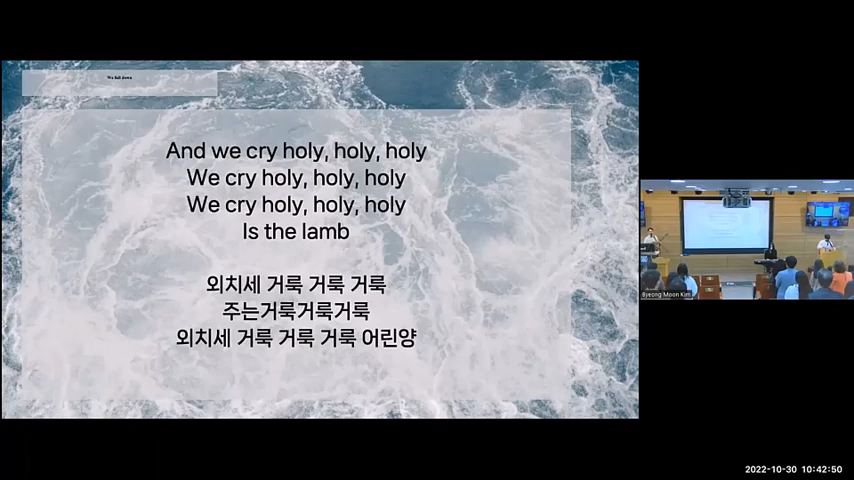 We fall down
And we cry holy, holy, holy
We cry holy, holy, holy
We cry holy, holy, holy
Is the lamb
외치세 거룩 거룩 거룩
주는거룩거룩거룩
외치세 거룩 거룩 거룩 어린양
Byeong Moon Kim
2022-10-30 10:42:50